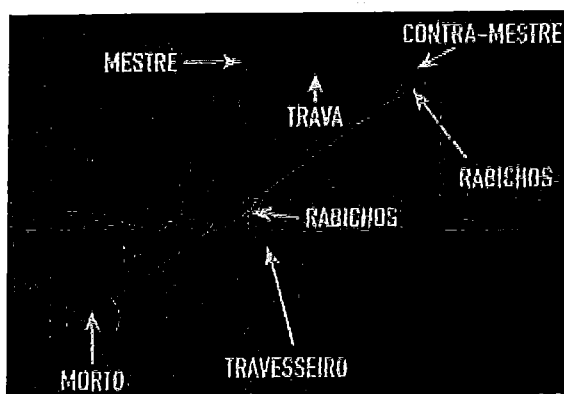 CONTRA-MESTRE
MESTRE
TRAVA
RABICHOS
RABICHOS
TRAVESSEIRO
MORTO